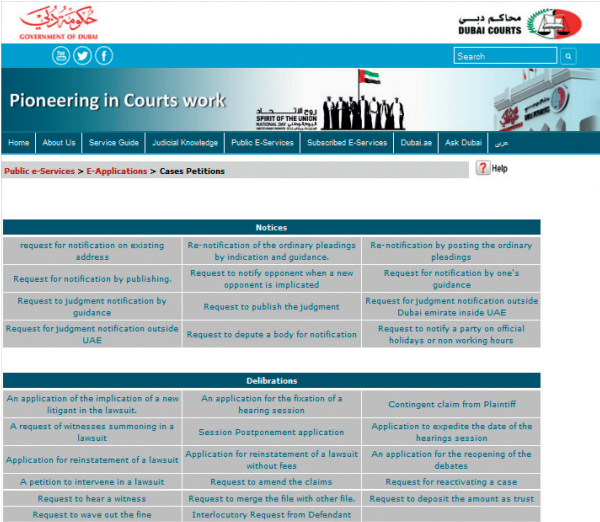 حكومة دبي
GOVERNMENT OF DUBAI
محاكم دبي
DUBAI COURTS
You
Search
Pioneering in Courts work
روح الاتحاد
SPIRIT OF THE UNION
Home About Us Service Guide Judicial Knowledge Public E-Services Subscribed E-Services Dubai.ae Ask Dubai عربي
Public e-Services > E-Applications > Cases Petitions
? Help
Notices
request for notification on existing
address
Re-notification of the ordinary pleadings
by indication and guidance.
Re-notification by posting the ordinary
pleadings
Request for notification by publishing.
Request to notify opponent when a new
opponent is implicated
Request for notification by one's
guidance
Request to judgment notification by
guidance
Request to publish the judgment
Request for judgment notification outside
Dubai emirate inside UAE
Request for judgment notification outside
UAE
Request to depute a body for notification
Request to notify a party on official
holidays or non working hours
Delibrations
An application of the implication of a new
litigant in the lawsuit.
An application for the fixation of a
hearing session
Contingent claim from Plaintiff
A request of witnesses summoning in a
lawsuit
Session Postponement application
Application to expedite the date of the
hearings session
Application for reinstatement of a lawsuit
Application for reinstatement of a lawsuit
without fees
An application for the reopening of the
debates
A petition to intervene in a lawsuit
Request to amend the claims
Request for reactivating a case
Request to hear a witness
Request to merge the file with other file.
Request to deposit the amount as trust
Request to wave out the fine
Interlocutory Request from Defendant